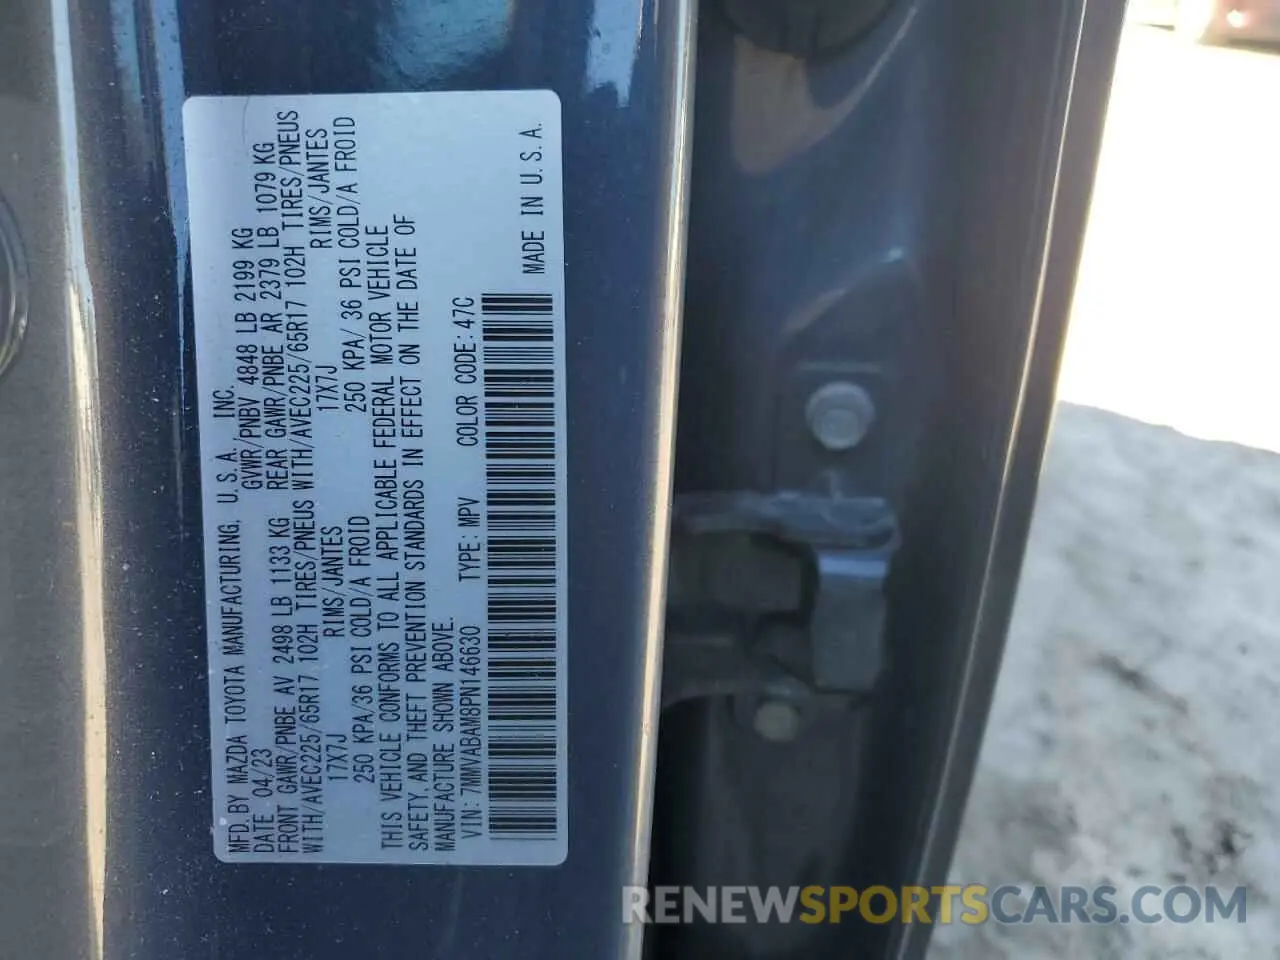 MFD. BY MAZDA TOYOTA MANUFACTURING, U.S.A., INC.
DATE 04/23 GVWR/PNBV 4848 LB 2199 KG
FRONT GAWR/PNBE AV 2498 LB 1133 KG REAR GAWR/PNBE AR 2379 LB 1079 KG
WITH/AVEC225/65R17 102H TIRES/PNEUS WITH/AVEC225/65R17 102H TIRES/PNEUS
17X7J RIMS/JANTES 17X7J RIMS/JANTES
250 KPA/36 PSI COLD/A FROID 250 KPA/ 36 PSI COLD/A FROID
THIS VEHICLE CONFORMS TO ALL APPLICABLE FEDERAL MOTOR VEHICLE
SAFETY, AND THEFT PREVENTION STANDARDS IN EFFECT ON THE DATE OF
MANUFACTURE SHOWN ABOVE.
VIN: 7MMVABAM8PN146630 TYPE: MPV COLOR CODE: 47C
MADE IN U.S.A.
RENEWSPORTSCARS.COM